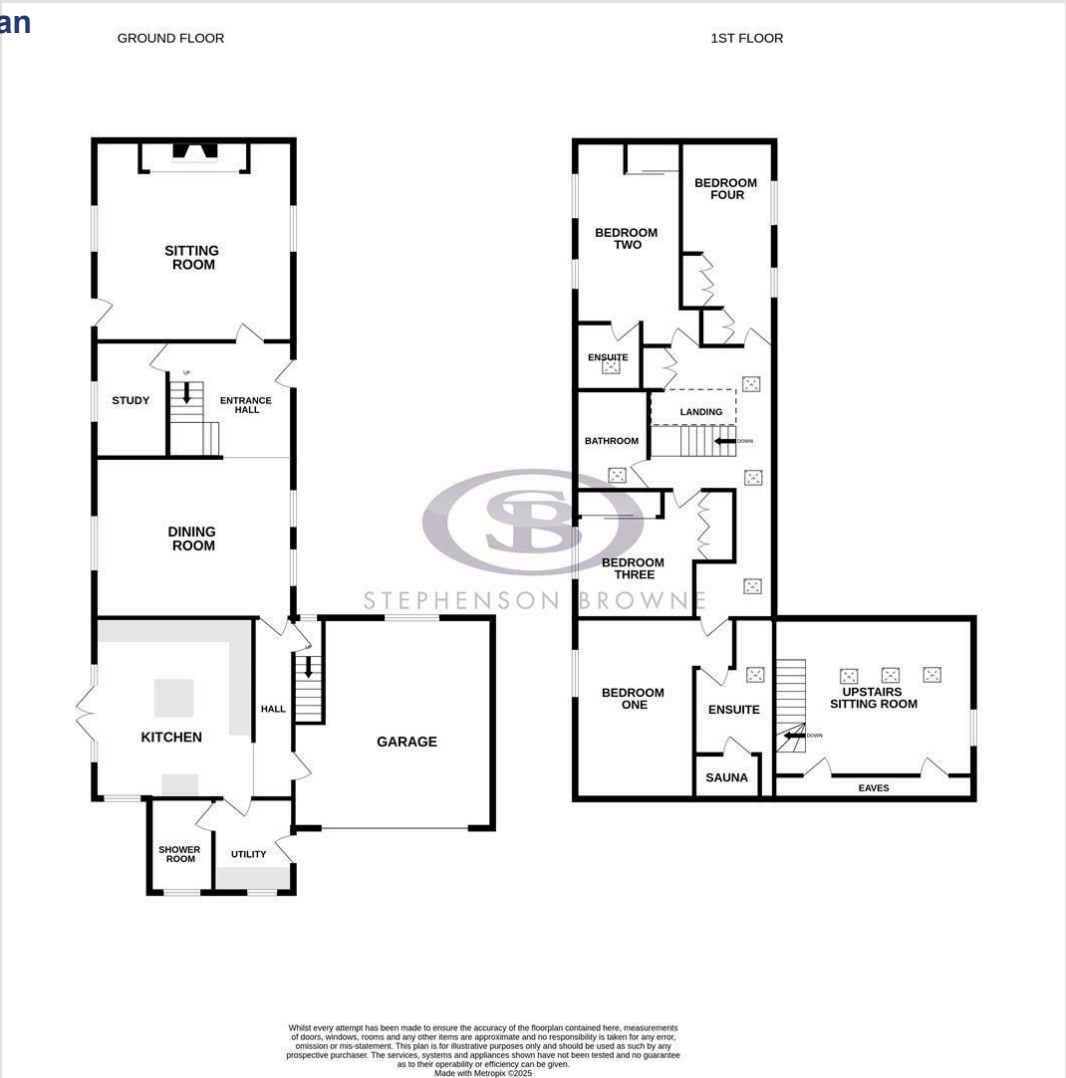 an
GROUND FLOOR
1ST FLOOR
SITTING
ROOM
STUDY
UP
ENTRANCE
HALL
DINING
ROOM
UP
HALL
KITCHEN
GARAGE
SHOWER
ROOM
UTILITY
BEDROOM
FOUR
BEDROOM
TWO
ENSUITE
LANDING
BATHROOM
DOWN
BEDROOM
THREE
BEDROOM
ONE
ENSUITE
UPSTAIRS
SITTING ROOM
DOWN
SAUNA
EAVES
SB
STEPHENSON BROWNE
Whilst every attempt has been made to ensure the accuracy of the floorplan contained here, measurements
of doors, windows, rooms and any other items are approximate and no responsibility is taken for any error,
omission or mis-statement. This plan is for illustrative purposes only and should be used as such by any
prospective purchaser. The services, systems and appliances shown have not been tested and no guarantee
as to their operability or efficiency can be given.
Made with Metropix ©2025